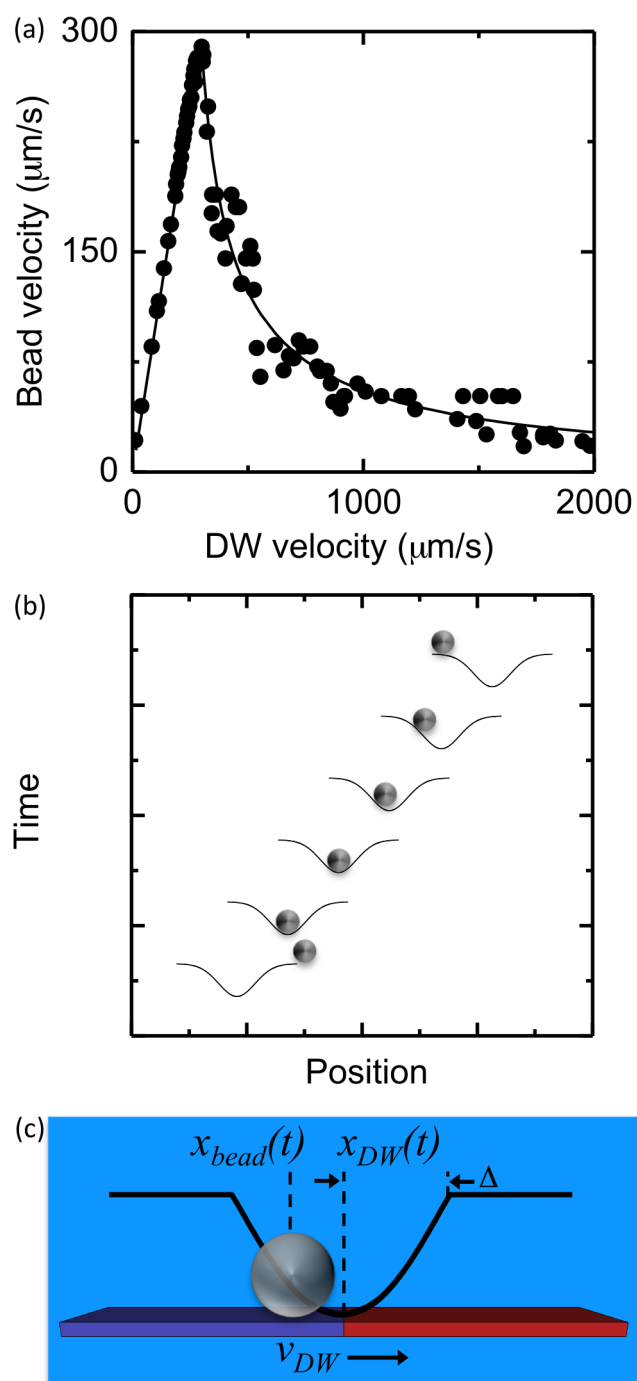 (a)
300
150
0
Bead velocity (μm/s)
0 1000 2000
DW velocity (μm/s)
(b)
Time
Position
(c)
x_bead(t) x_DW(t)
Δ
v_DW